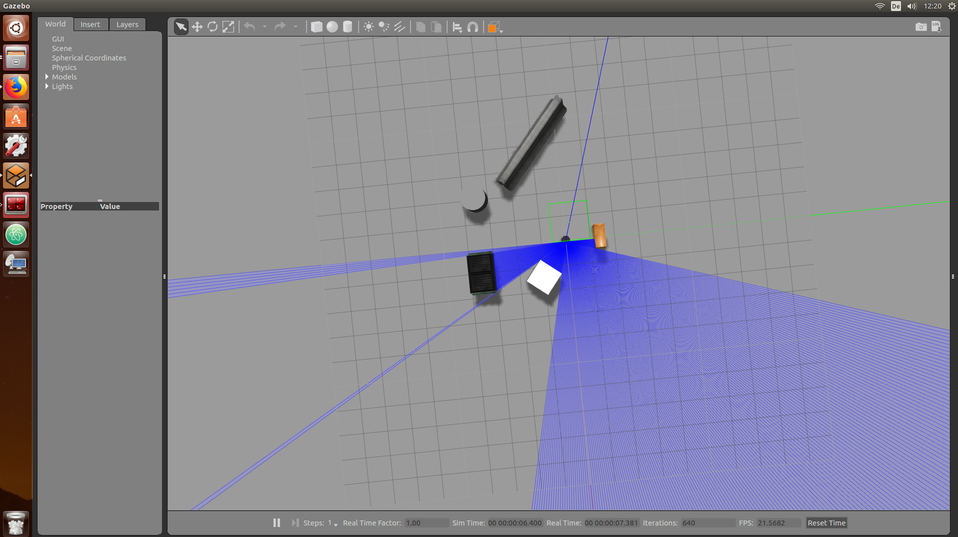 Gazebo
De
12:20
World Insert Layers
GUI
Scene
Spherical Coordinates
Physics
Models
Lights
Property Value
Steps: 1 Real Time Factor: 1.00 Sim Time: 00 00:00:06.400 Real Time: 00 00:00:07.381 Iterations: 640 FPS: 21.5682 Reset Time